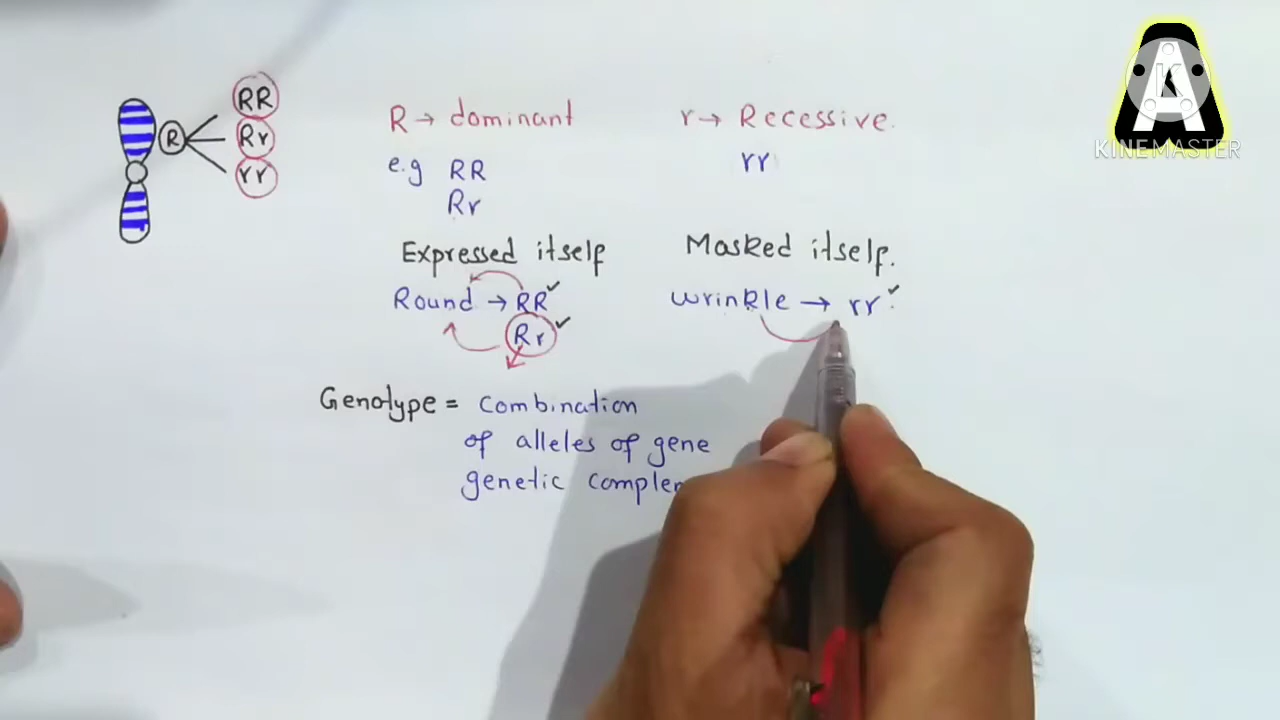 RR
R
Rr
rr
R → dominant
e.g RR
Rr
r → Recessive.
rr
Expressed itself
Round → RR
Rr
Masked itself.
wrinkle → rr
Genotype = combination
of alleles of gene
genetic
A
K
KINEMASTER